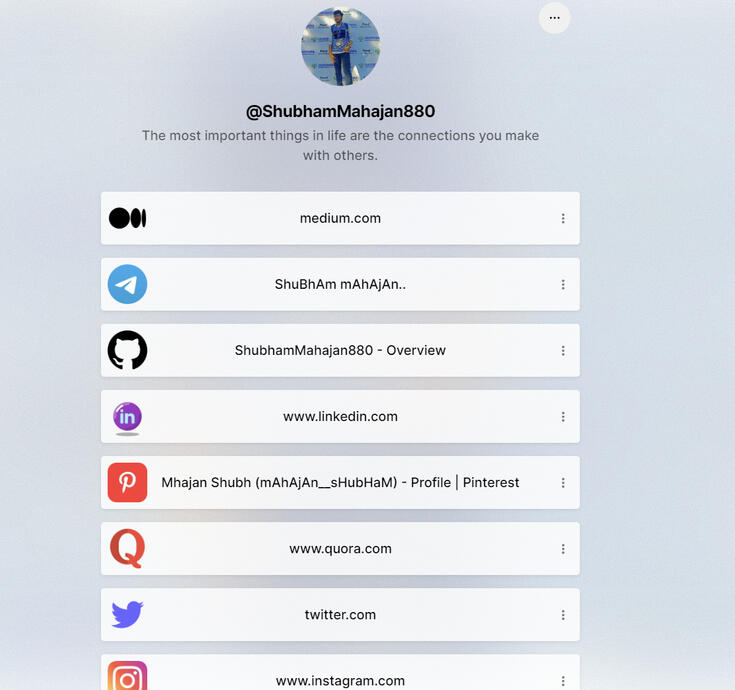 @ShubhamMahajan880
The most important things in life are the connections you make
with others.
medium.com
ShuBhAm mAhAjAn..
ShubhamMahajan880 - Overview
in
www.linkedin.com
Mhajan Shubh (mAhAjAn__sHubHaM) - Profile | Pinterest
www.quora.com
twitter.com
www.instagram.com